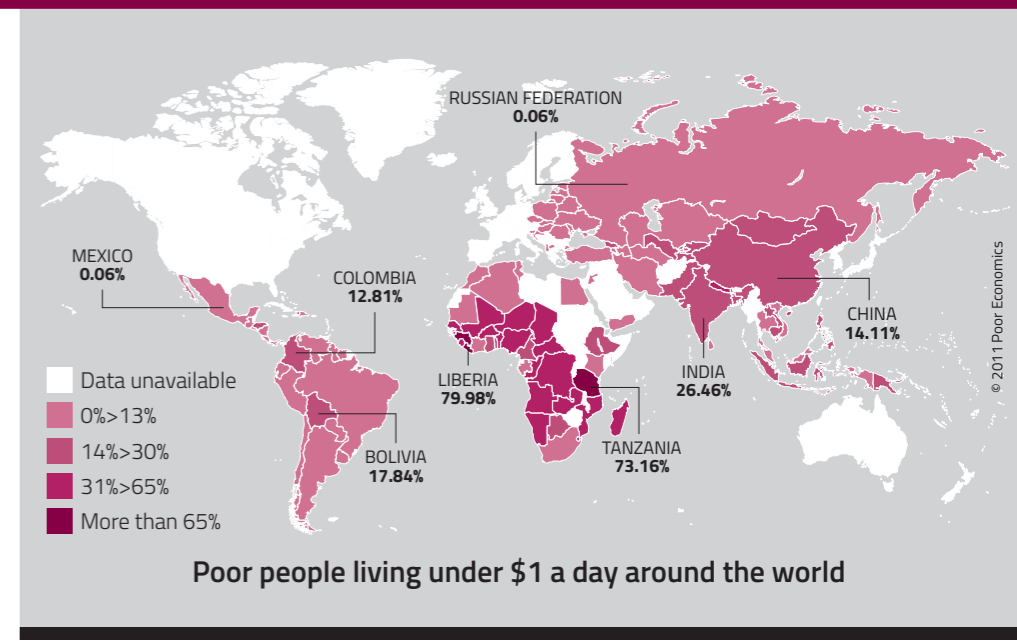 RUSSIAN FEDERATION
0.06%
MEXICO
0.06%
COLOMBIA
12.81%
CHINA
14.11%
INDIA
26.46%
LIBERIA
79.98%
TANZANIA
73.16%
BOLIVIA
17.84%
Data unavailable
0%>13%
14%>30%
31%>65%
More than 65%
© 2011 Poor Economics
Poor people living under $1 a day around the world